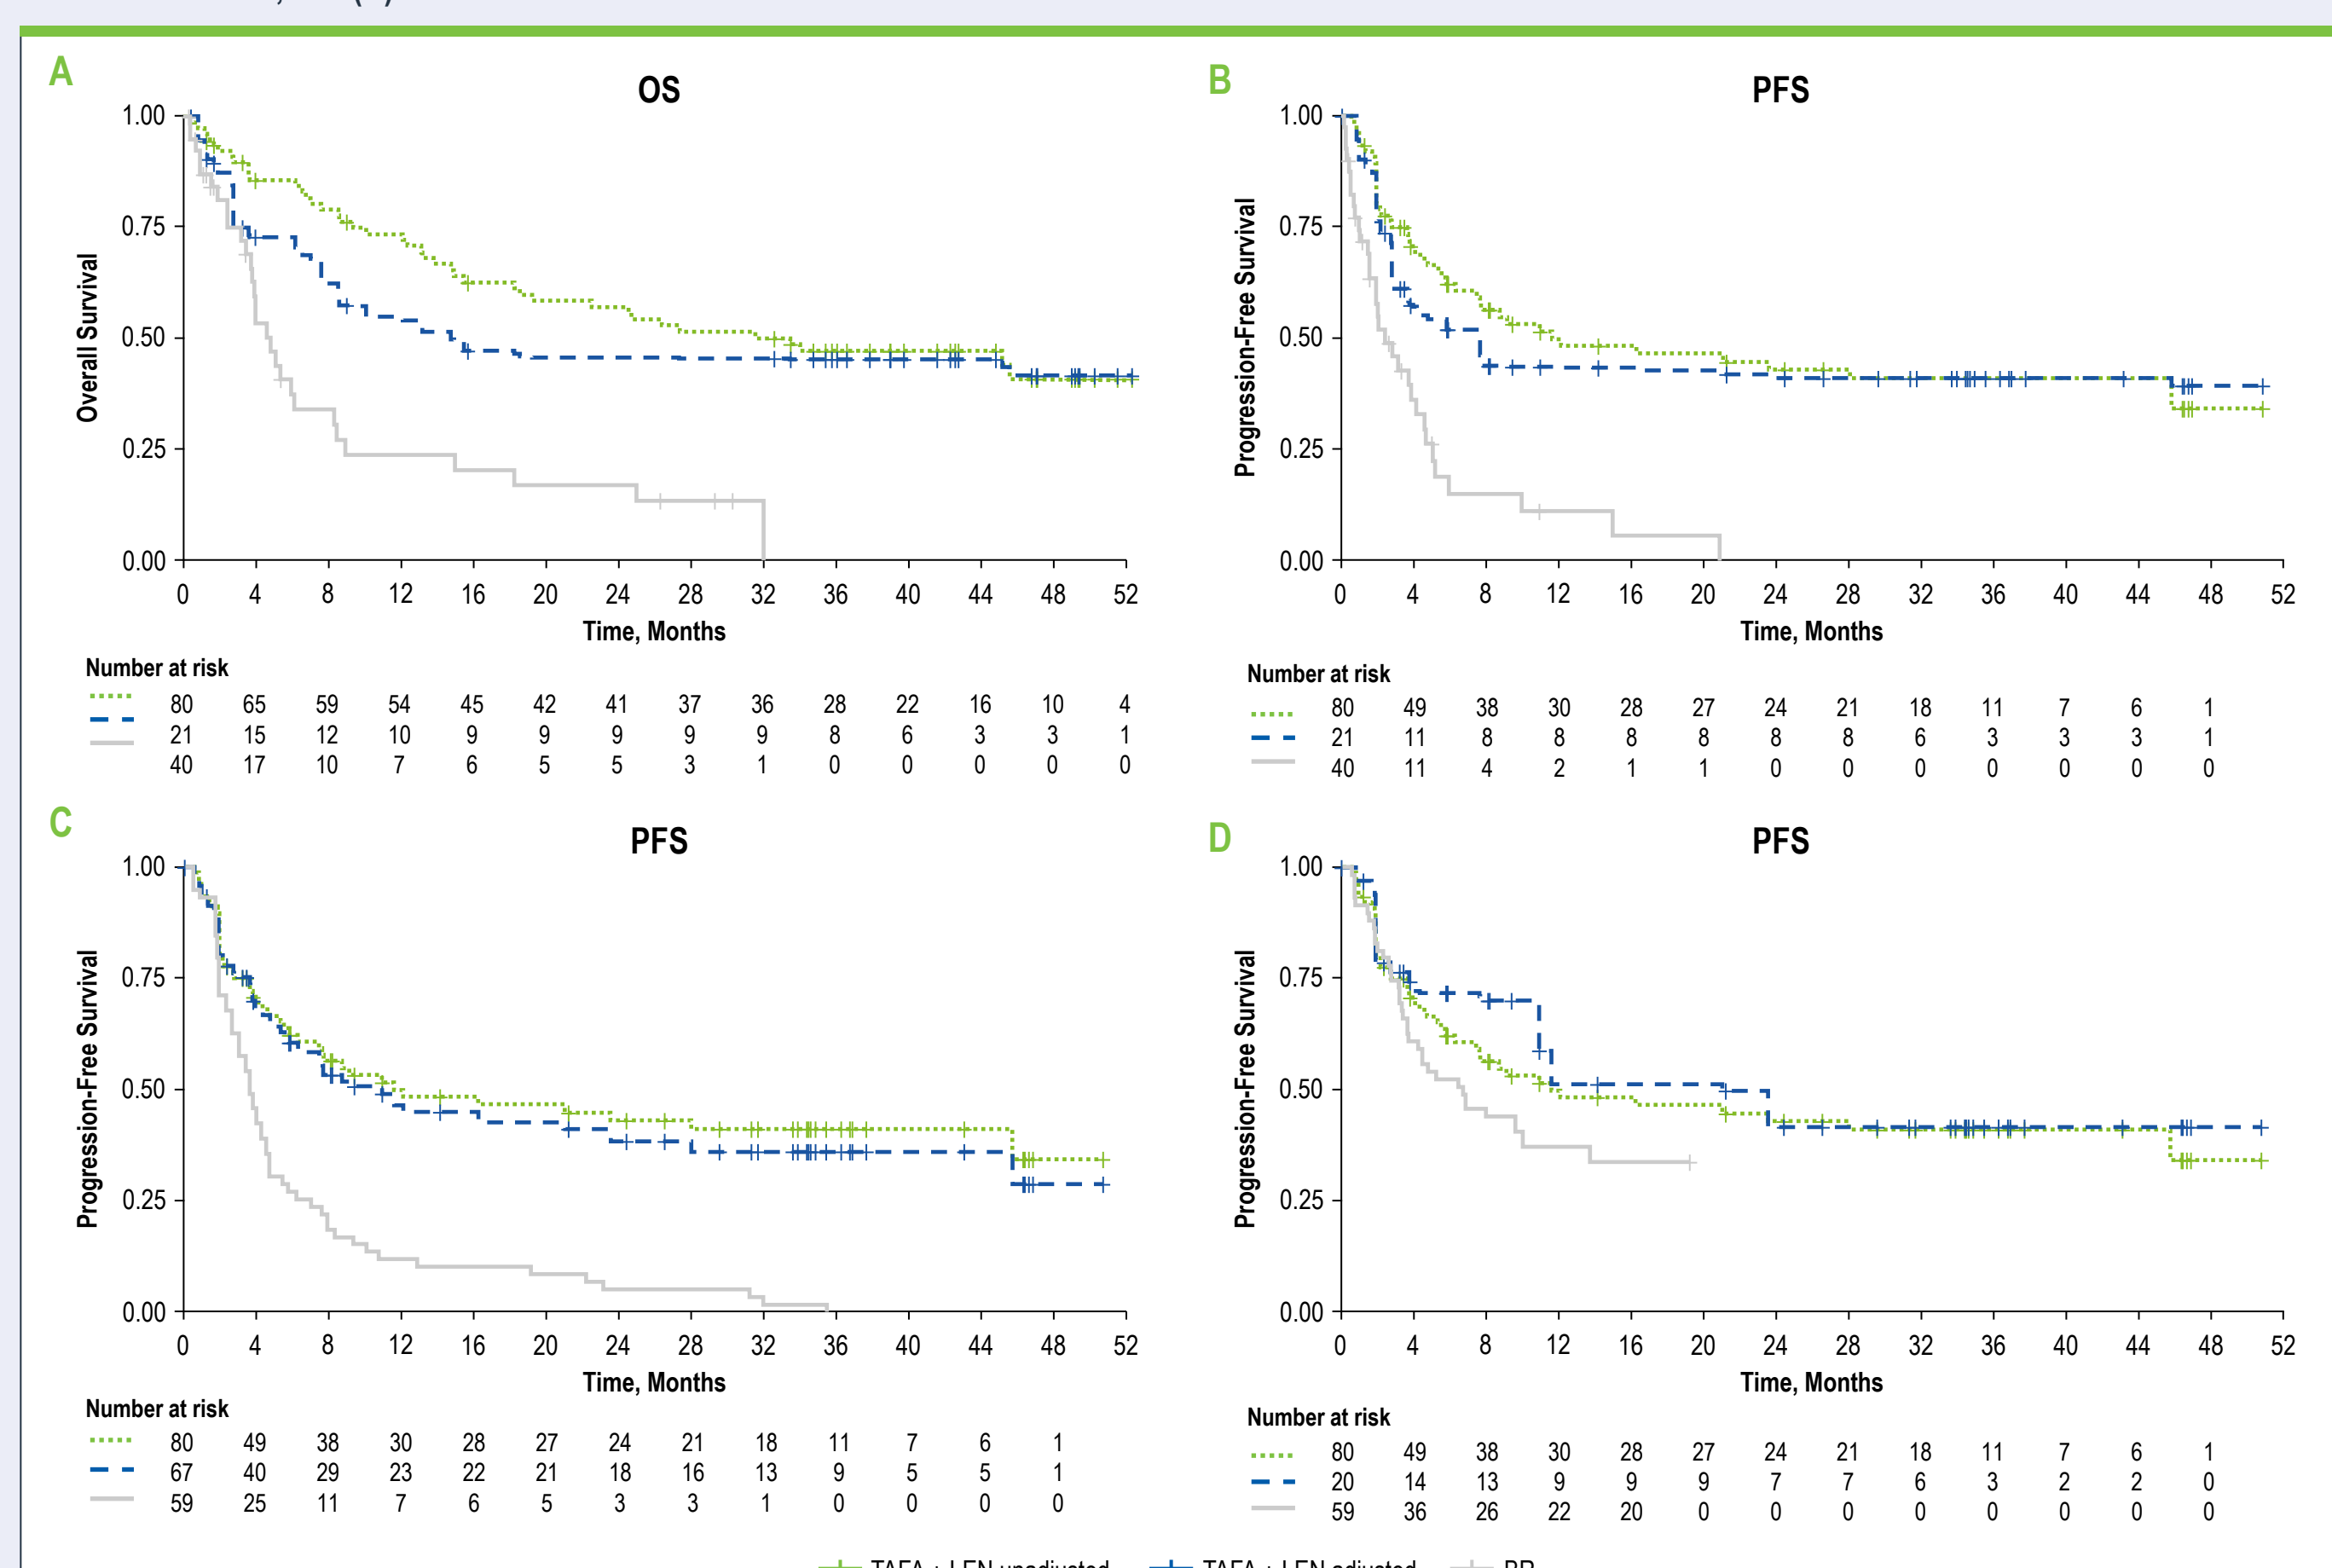 A
OS
1.00
0.75
0.50
0.25
0.00
Overall Survival
0 4 8 12 16 20 24 28 32 36 40 44 48 52
Time, Months
Number at risk
80 65 59 54 45 42 41 37 36 28 22 16 10 4
21 15 12 10 9 9 9 9 9 8 6 3 3 1
40 17 10 7 6 5 5 3 1 0 0 0 0 0
B
PFS
1.00
0.75
0.50
0.25
0.00
Progression-Free Survival
0 4 8 12 16 20 24 28 32 36 40 44 48 52
Time, Months
Number at risk
80 49 38 30 28 27 24 21 18 11 7 6 1
21 11 8 8 8 8 8 8 6 3 3 3 1
40 11 4 2 1 1 0 0 0 0 0 0 0
C
PFS
1.00
0.75
0.50
0.25
0.00
Progression-Free Survival
0 4 8 12 16 20 24 28 32 36 40 44 48 52
Time, Months
Number at risk
80 49 38 30 28 27 24 21 18 11 7 6 1
67 40 29 23 22 21 18 16 13 9 5 5 1
59 25 11 7 6 5 3 3 1 0 0 0 0
D
PFS
1.00
0.75
0.50
0.25
0.00
Progression-Free Survival
0 4 8 12 16 20 24 28 32 36 40 44 48 52
Time, Months
Number at risk
80 49 38 30 28 27 24 21 18 11 7 6 1
20 14 13 9 9 9 7 7 6 3 2 2 0
59 36 26 22 20 0 0 0 0 0 0 0 0
TAFA + LEN unadjusted TAFA + LEN adjusted BR